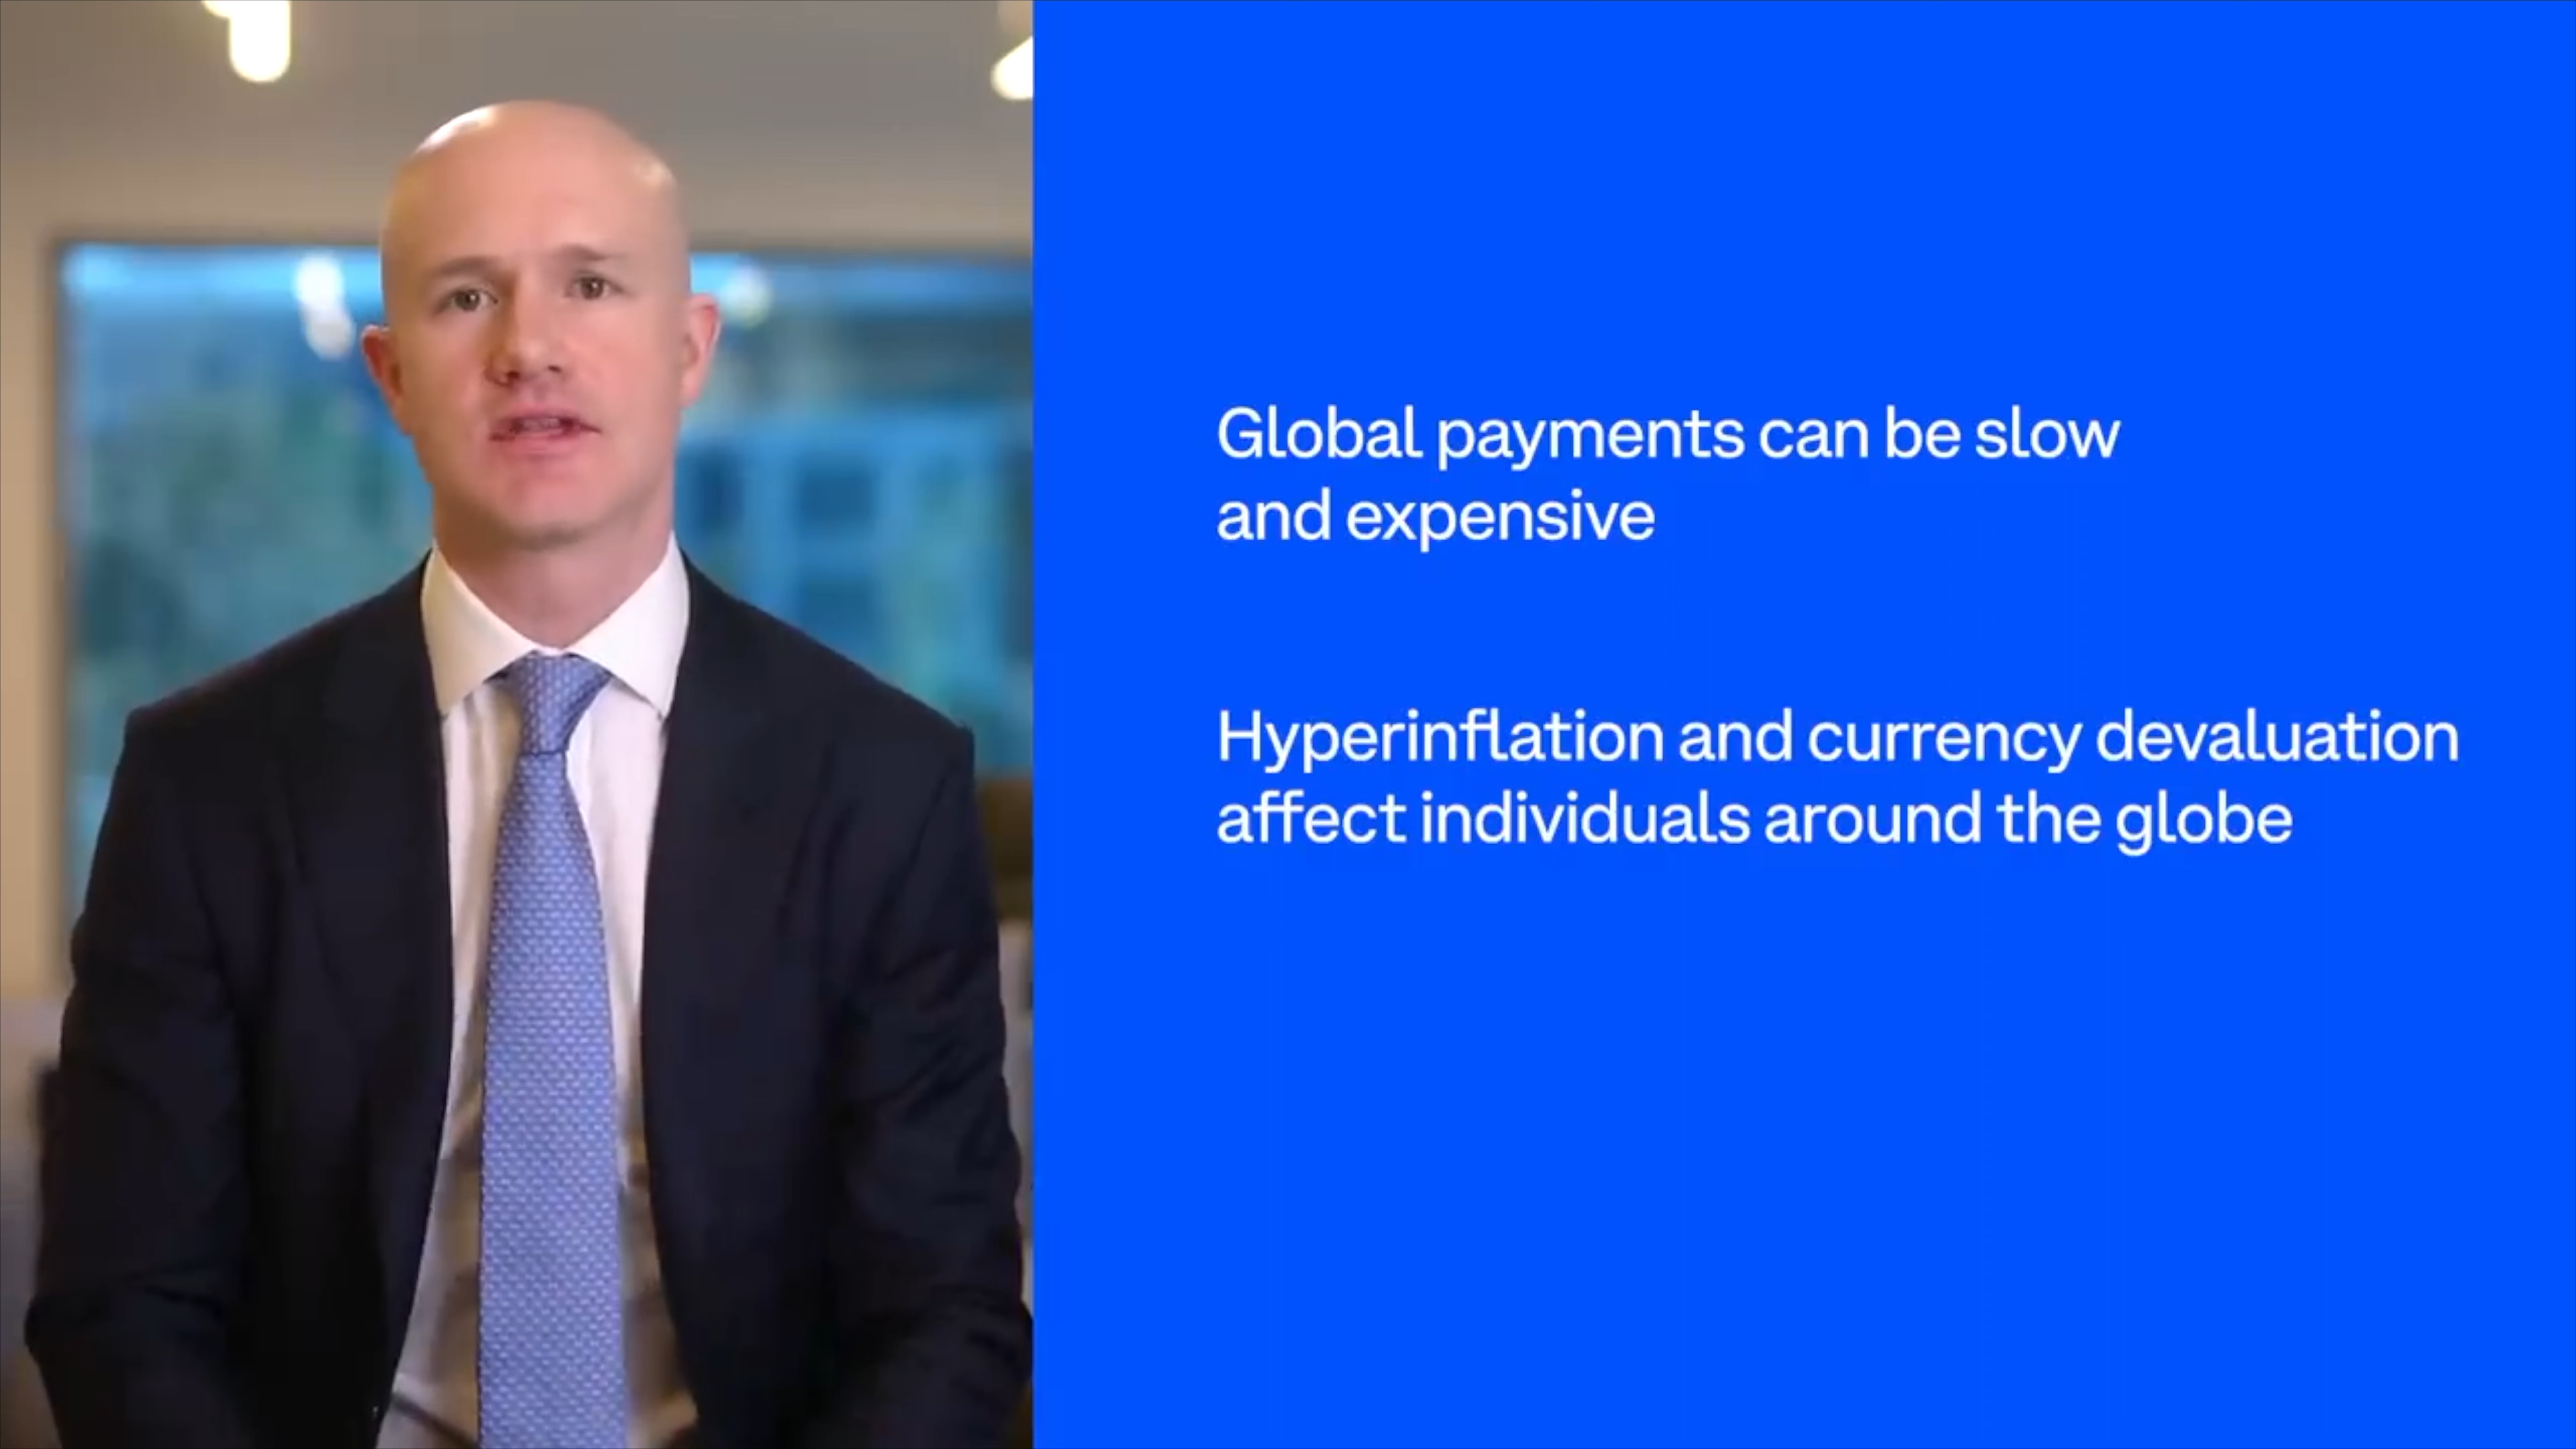 Global payments can be slow
and expensive
Hyperinflation and currency devaluation
affect individuals around the globe